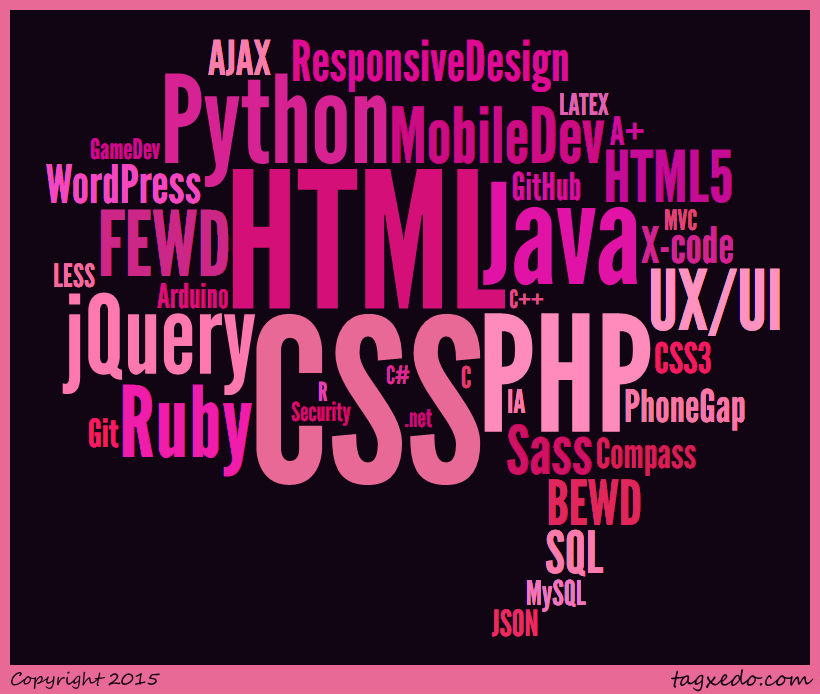 AJAX
ResponsiveDesign
Python
LATEX
MobileDev
A+
GameDev
WordPress
HTML
GitHub
HTML5
FEWD
Java
MVC
X-code
LESS
Arduino
C++
UX/UI
jQuery
CSS
PHP
CSS3
C#
C
R
IA
Security
.net
PhoneGap
Git
Ruby
Sass
Compass
BEWD
SQL
MySQL
JSON
Copyright 2015
tagxedo.com